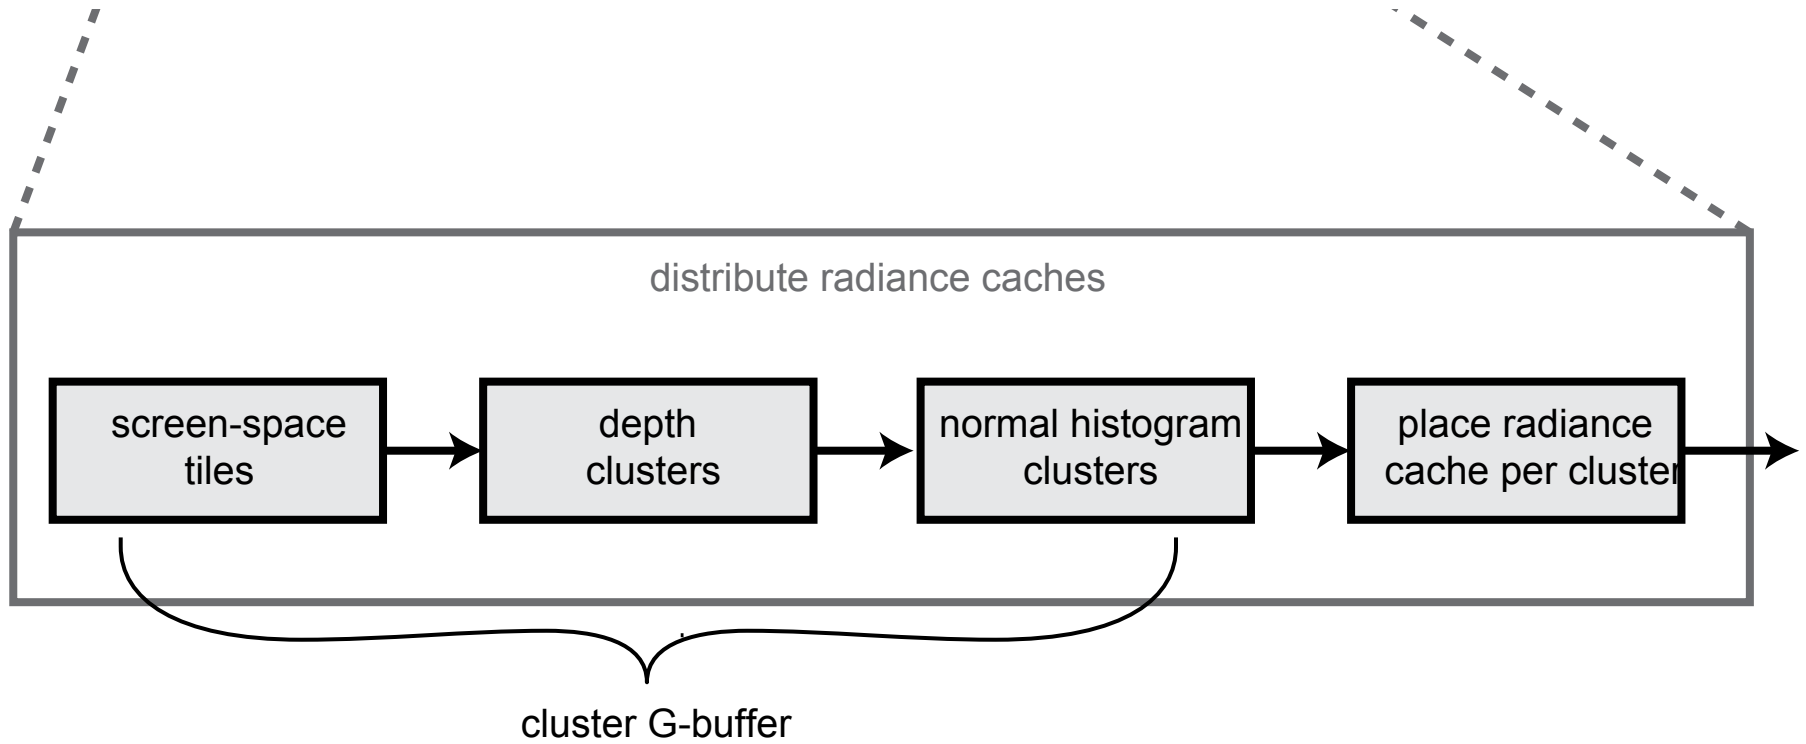 distribute radiance caches
screen-space
tiles
depth
clusters
normal histogram
clusters
place radiance
cache per cluster
cluster G-buffer